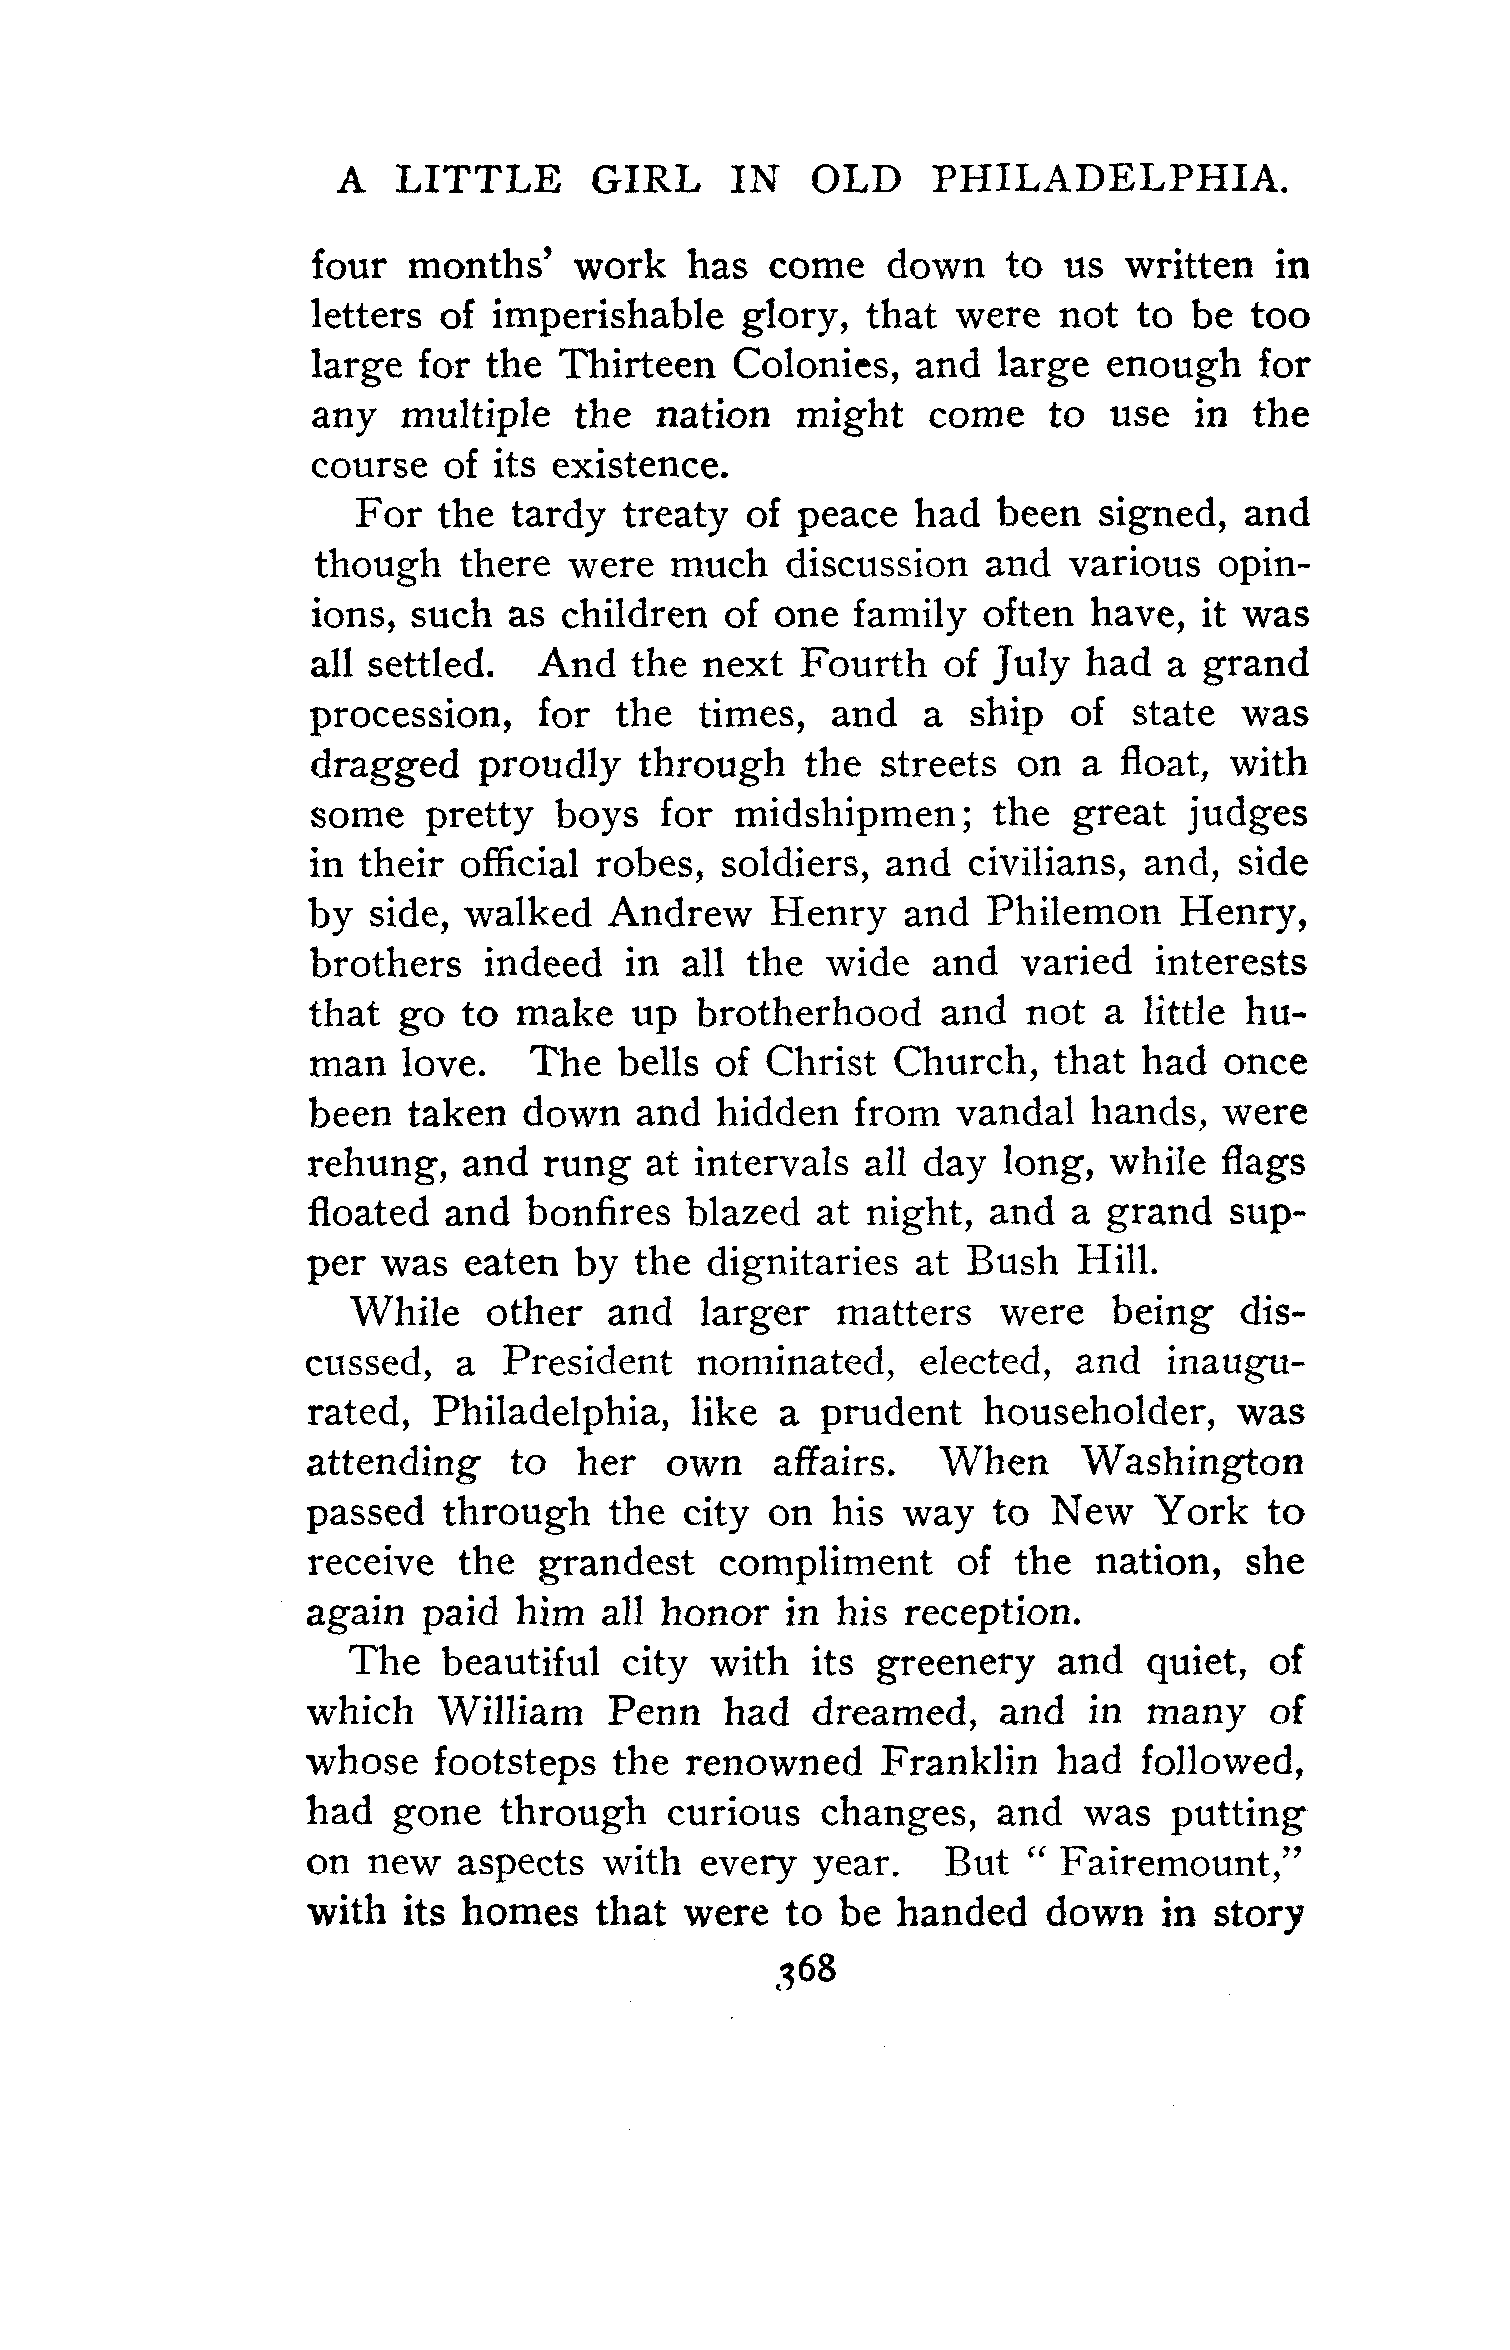 A LITTLE GIRL IN OLD PHILADELPHIA.
four months' work has come down to us written in
letters of imperishable glory, that were not to be too
large for the Thirteen Colonies, and large enough for
any multiple the nation might come to use in the
course of its existence.
For the tardy treaty of peace had been signed, and
though there were much discussion and various opin-
ions, such as children of one family often have, it was
all settled. And the next Fourth of July had a grand
procession, for the times, and a ship of state was
dragged proudly through the streets on a float, with
some pretty boys for midshipmen; the great judges
in their official robes, soldiers, and civilians, and, side
by side, walked Andrew Henry and Philemon Henry,
brothers indeed in all the wide and varied interests
that go to make up brotherhood and not a little hu-
man love. The bells of Christ Church, that had once
been taken down and hidden from vandal hands, were
rehung, and rung at intervals all day long, while flags
floated and bonfires blazed at night, and a grand sup-
per was eaten by the dignitaries at Bush Hill.
While other and larger matters were being dis-
cussed, a President nominated, elected, and inaugu-
rated, Philadelphia, like a prudent householder, was
attending to her own affairs. When Washington
passed through the city on his way to New York to
receive the grandest compliment of the nation, she
again paid him all honor in his reception.
The beautiful city with its greenery and quiet, of
which William Penn had dreamed, and in many of
whose footsteps the renowned Franklin had followed,
had gone through curious changes, and was putting
on new aspects with every year. But " Fairemount,"
with its homes that were to be handed down in story
368